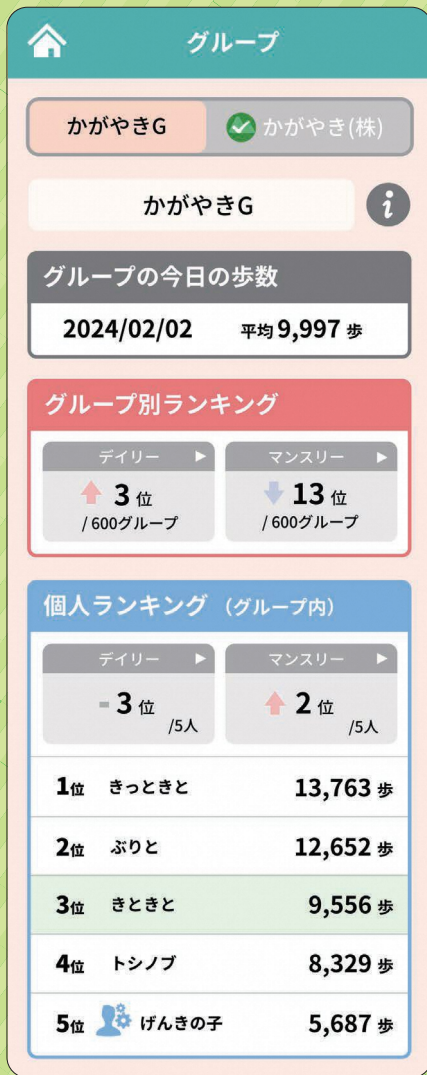 グループ
かがやきG かがやき(株)
かがやきG i
グループの今日の歩数
2024/02/02 平均 9,997 歩
グループ別ランキング
デイリー マンスリー
3 位 13 位
/ 600グループ / 600グループ
個人ランキング (グループ内)
デイリー マンスリー
3 位 2 位
/5人 /5人
1位 きっときと 13,763 歩
2位 ぶりと 12,652 歩
3位 きときと 9,556 歩
4位 トシノブ 8,329 歩
5位 げんきの子 5,687 歩